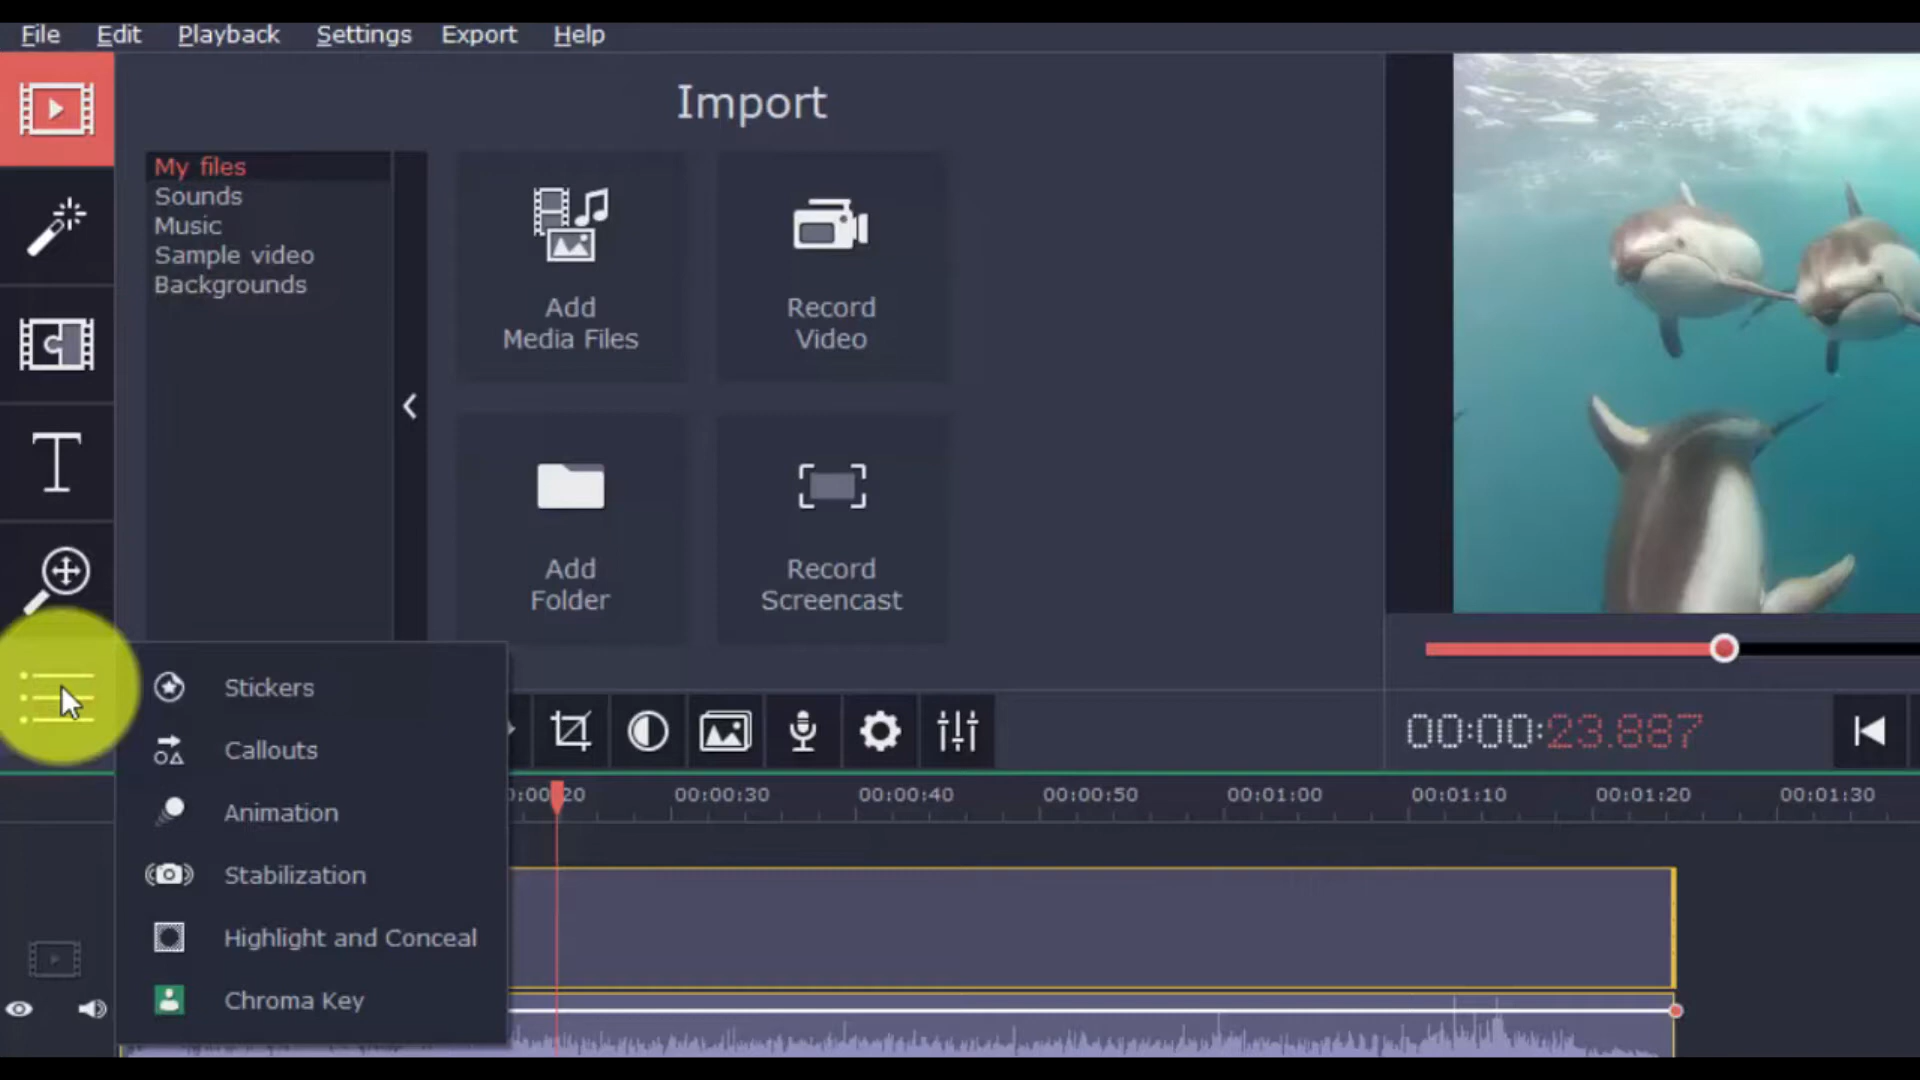 File Edit Playback Settings Export Help
Import
My files
Sounds
Music
Sample video
Backgrounds
Add
Media Files
Record
Video
Add
Folder
Record
Screencast
Stickers
Callouts
Animation
Stabilization
Highlight and Conceal
Chroma Key
00:00:23.887
0:00:20 00:00:30 00:00:40 00:00:50 00:01:00 00:01:10 00:01:20 00:01:30